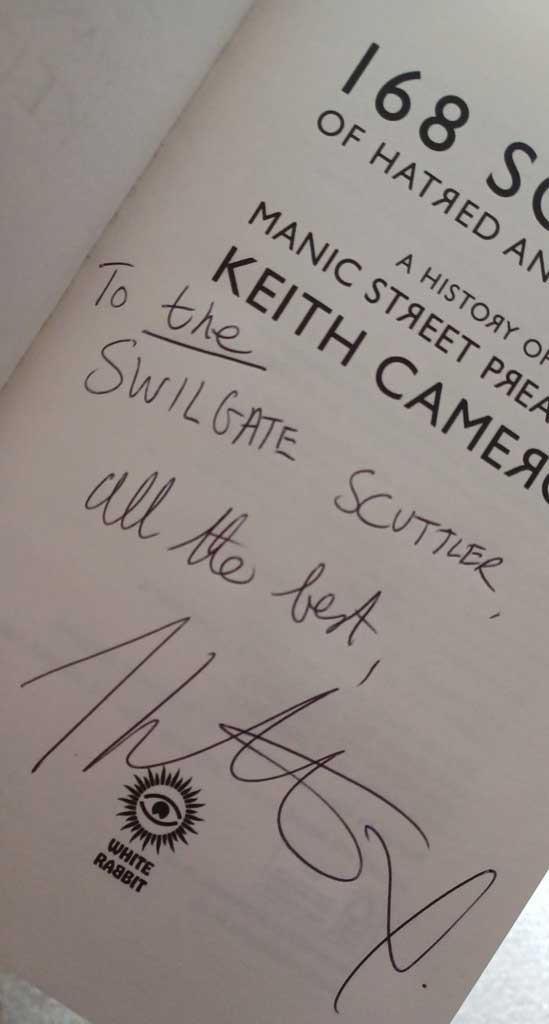 168 SO
OF HATЯED AN
A HISTOЯY OF
MANIC STЯEET PЯEA
KEITH CAMEЯO
To the
SWILGATE SCUTTLER,
all the best,
WHITE
RABBIT